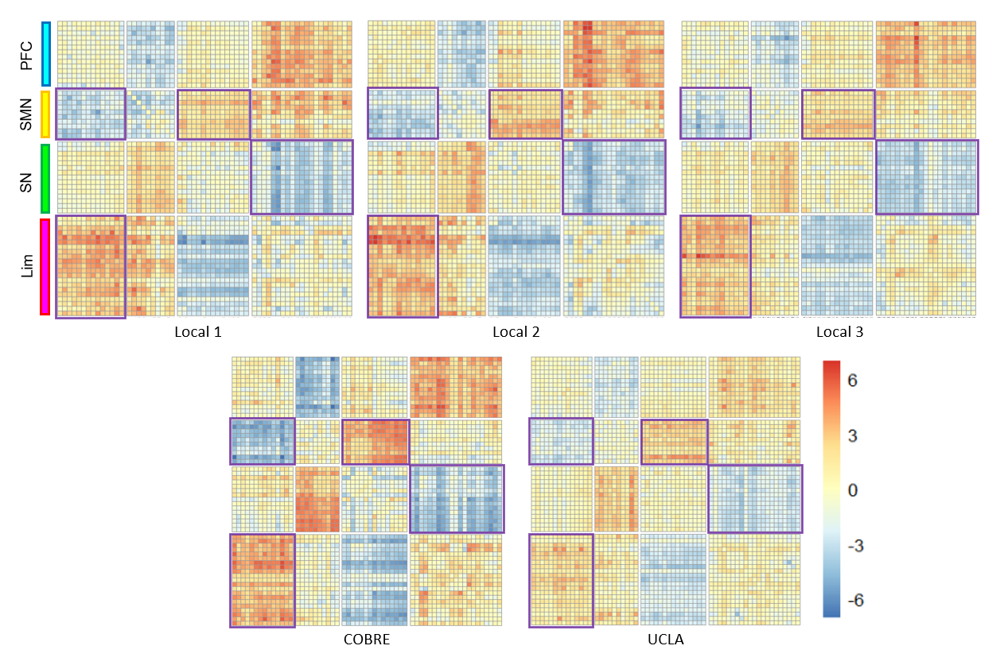 PFC
SMN
SN
Lim
Local 1
Local 2
Local 3
6
3
0
-3
-6
COBRE
UCLA